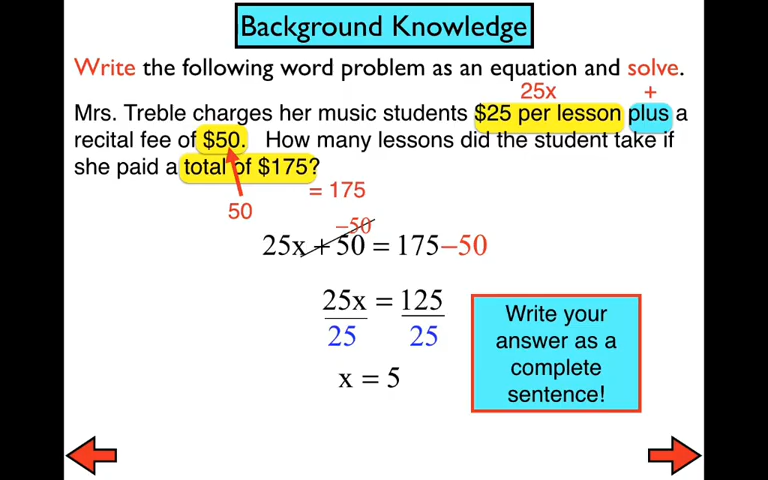 Background Knowledge
Write the following word problem as an equation and solve.
25x +
Mrs. Treble charges her music students $25 per lesson plus a
recital fee of $50. How many lessons did the student take if
she paid a total of $175?
= 175
50
–50
25x + 50 = 175–50
25x = 125
25 25
x = 5
Write your
answer as a
complete
sentence!